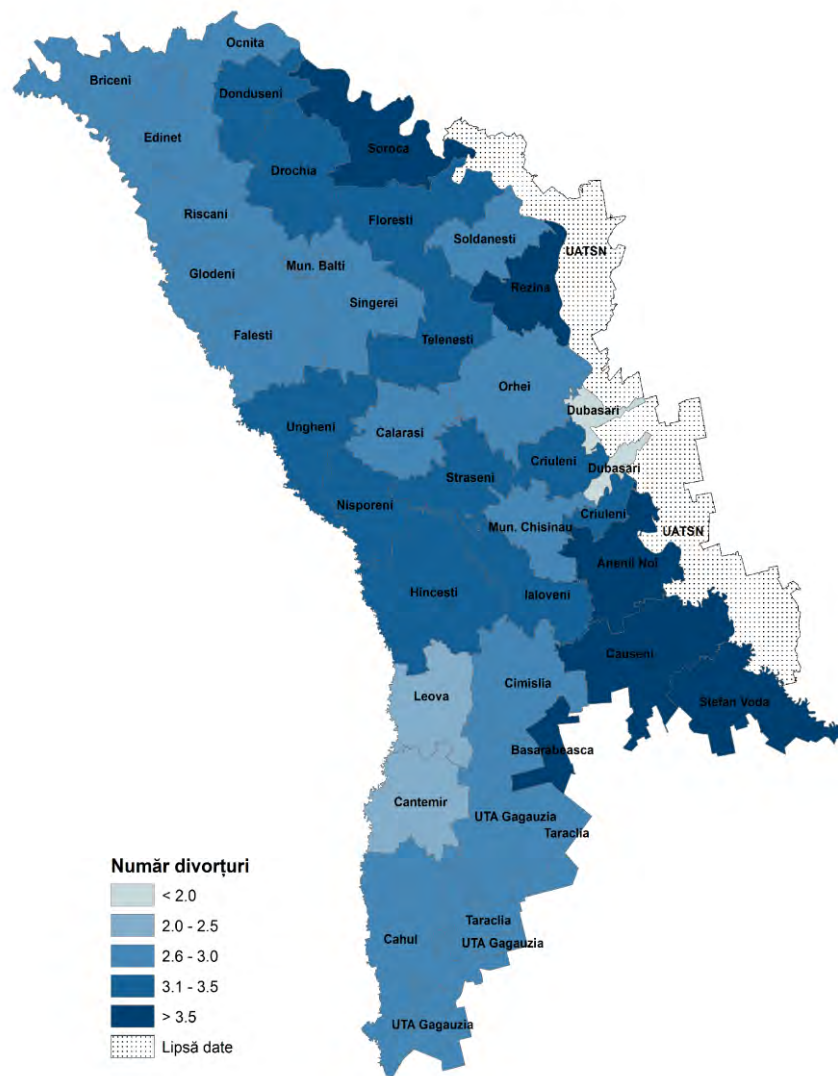 Ocnita
Briceni
Donduseni
Edinet
Soroca
Drochia
Riscani
Floresti
Soldanesti
UATSN
Glodeni
Mun. Balti
Rezina
Singerei
Falesti
Telenesti
Orhei
Dubasari
Ungheni
Calarasi
Criuleni
Dubasari
Straseni
Nisporeni
Criuleni
Mun. Chisinau
UATSN
Anenii Noi
Hincesti
Ialoveni
Causeni
Leova
Cimislia
Stefan Voda
Basarabeasca
Cantemir
UTA Gagauzia
Taraclia
Număr divorțuri
< 2.0
2.0 - 2.5
2.6 - 3.0
3.1 - 3.5
> 3.5
Lipsă date
Taraclia
Cahul
UTA Gagauzia
UTA Gagauzia